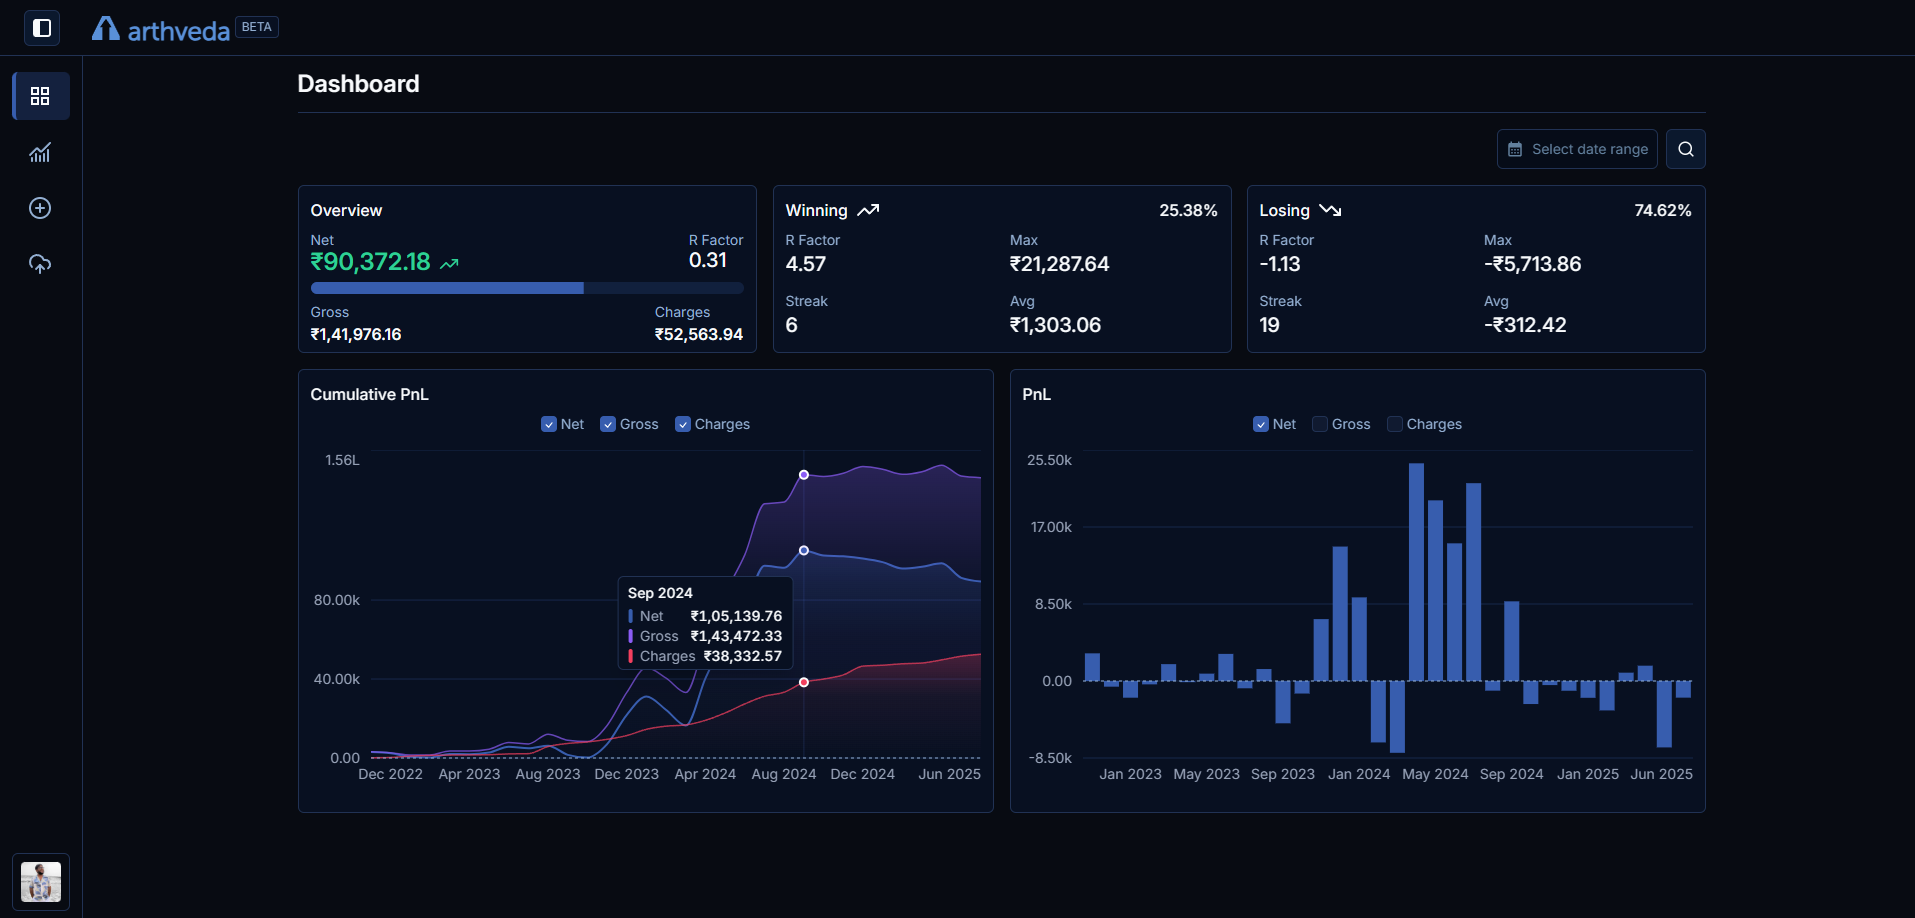 arthveda BETA
Dashboard
Select date range
Overview
Net
R Factor
₹90,372.18
0.31
Gross
Charges
₹1,41,976.16
₹52,563.94
Winning
25.38%
R Factor
Max
4.57
₹21,287.64
Streak
Avg
6
₹1,303.06
Losing
74.62%
R Factor
Max
-1.13
-₹5,713.86
Streak
Avg
19
-₹312.42
Cumulative PnL
Net Gross Charges
1.56L
80.00k
40.00k
0.00
Sep 2024
Net ₹1,05,139.76
Gross ₹1,43,472.33
Charges ₹38,332.57
Dec 2022 Apr 2023 Aug 2023 Dec 2023 Apr 2024 Aug 2024 Dec 2024 Jun 2025
PnL
Net Gross Charges
25.50k
17.00k
8.50k
0.00
-8.50k
Jan 2023 May 2023 Sep 2023 Jan 2024 May 2024 Sep 2024 Jan 2025 Jun 2025